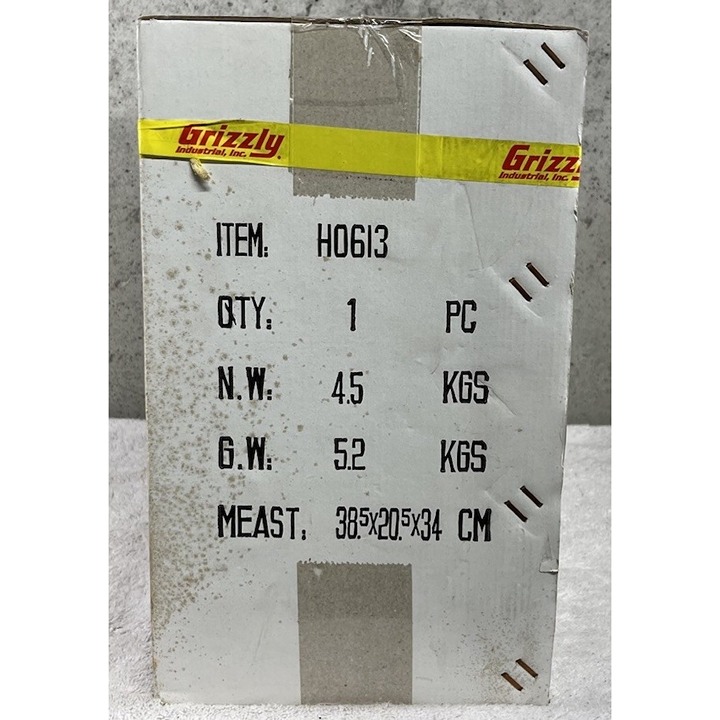 Grizzly Grizzl
Industrial, Inc. Industrial, Inc.
ITEM: H0613
QTY: 1 PC
N.W: 4.5 KGS
G.W: 5.2 KGS
MEAST: 38.5x20.5x34 CM